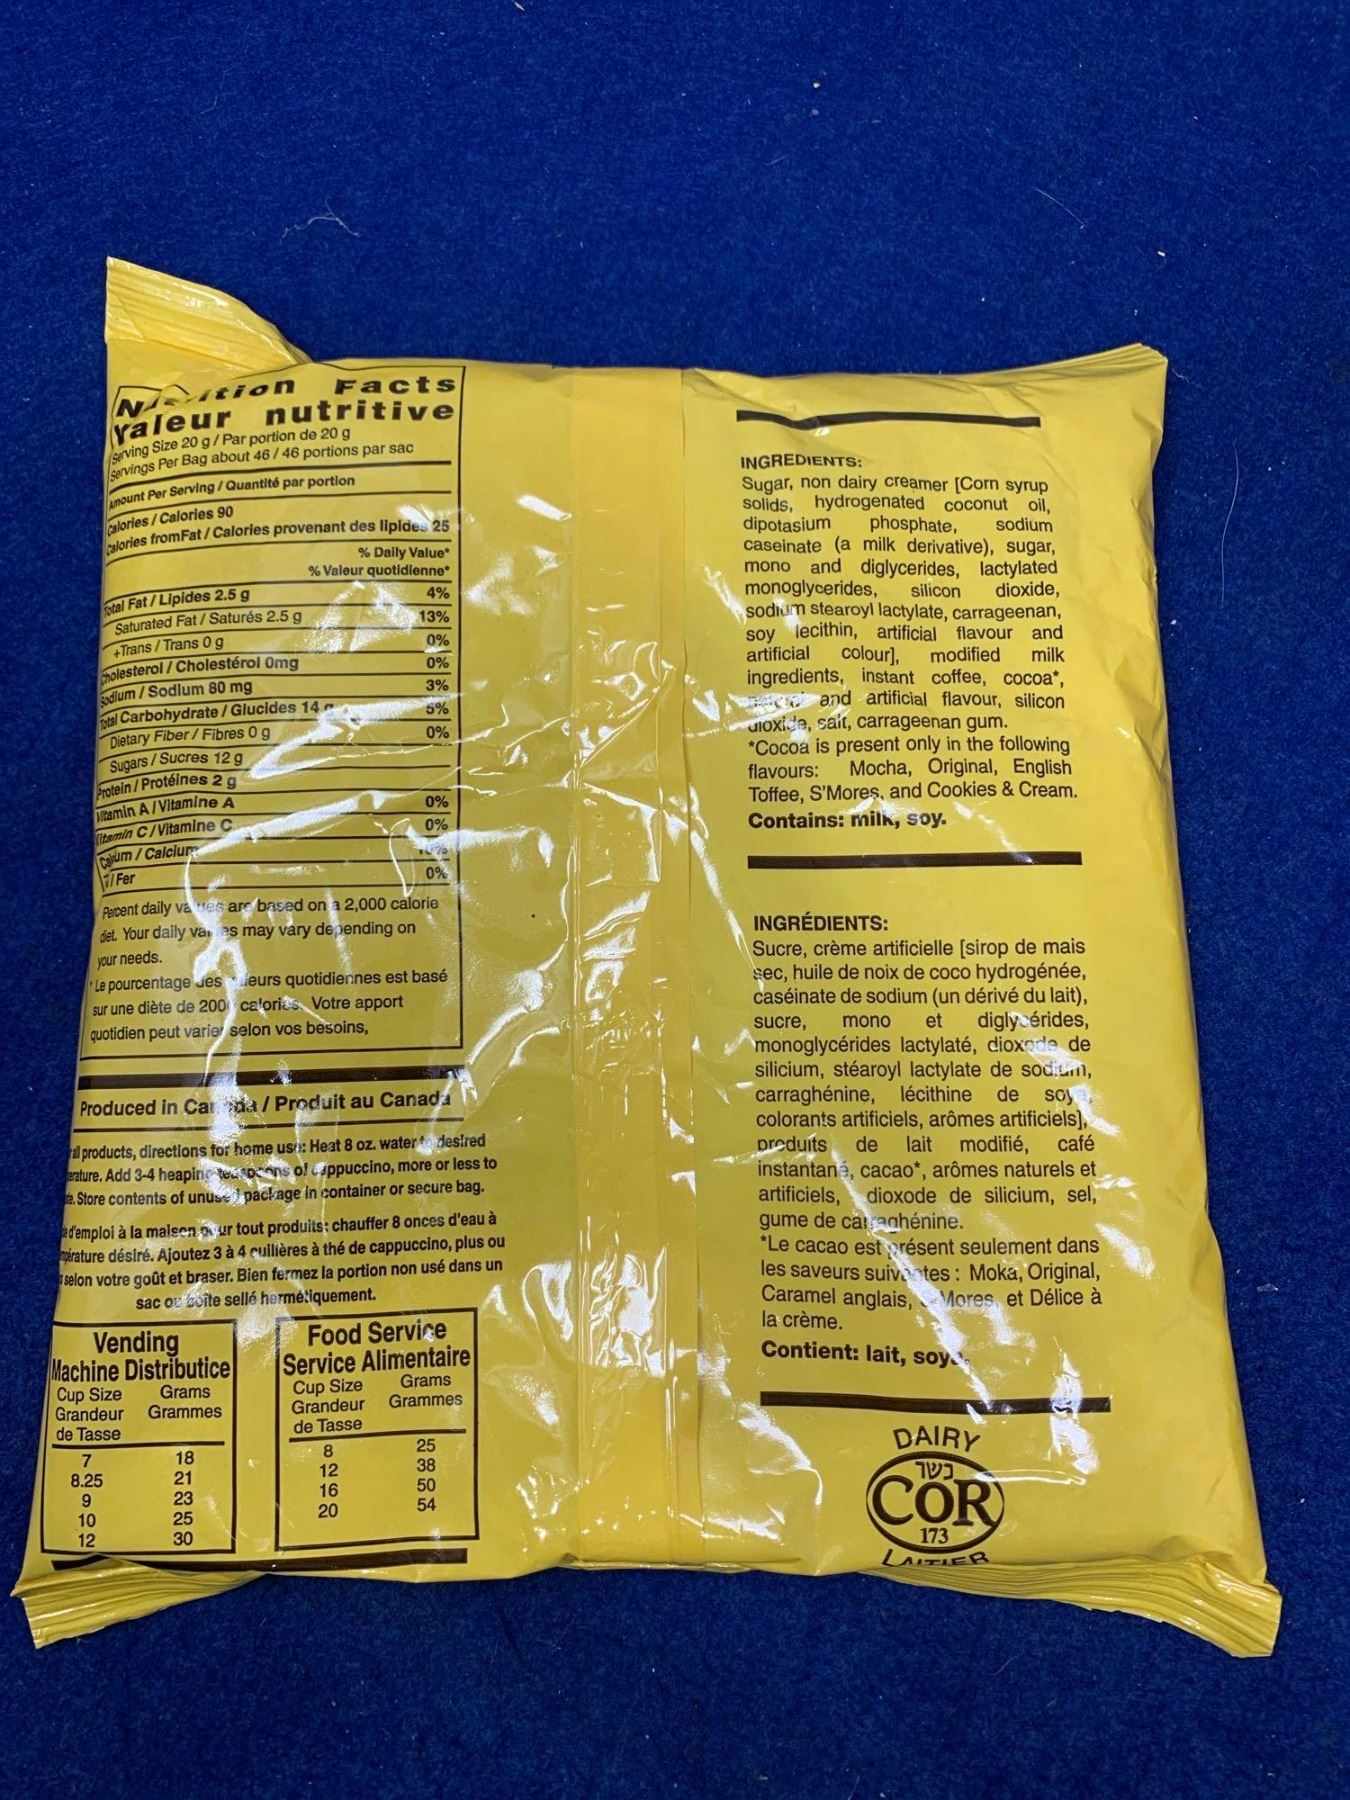 Facts
Valeur nutritive
Serving Size 20 g / Par portion de 20 g
Servings Per Bag about 46 / 46 portions par sac
Amount Per Serving / Quantité par portion
Calories / Calories 90
Calories fromFat / Calories provenant des lipides 25
% Daily Value*
% Valeur quotidienne*
Total Fat / Lipides 2.5 g 4%
Saturated Fat / Saturés 2.5 g 13%
+Trans / Trans 0 g 0%
Cholesterol / Cholestérol 0mg 0%
Sodium / Sodium 80 mg 3%
Total Carbohydrate / Glucides 14 g 5%
Dietary Fiber / Fibres 0 g 0%
Sugars / Sucres 12 g
Protein / Protéines 2 g
Vitamin A / Vitamine A 0%
Vitamin C / Vitamine C 0%
Calcium / Calcium 10%
/ Fer 0%
Percent daily values are based on a 2,000 calorie
diet. Your daily values may vary depending on
your needs.
* Le pourcentage des valeurs quotidiennes est basé
sur une diète de 2000 calories. Votre apport
quotidien peut varier selon vos besoins,
Produced in Canada / Produit au Canada
all products, directions for home use: Heat 8 oz. water to desired
Add 3-4 heaping teaspoons of cappuccino, more or less to
Store contents of unused package in container or secure bag.
d'emploi à la maison pour tout produits: chauffer 8 onces d'eau à
désiré. Ajoutez 3 à 4 cuillières à thé de cappuccino, plus ou
selon votre goût et braser. Bien fermez la portion non usé dans un
sac ou boîte sellé hermétiquement.
Vending
Machine Distributice
Cup Size Grams
Grandeur Grammes
de Tasse
7 18
8.25 21
9 23
10 25
12 30
Food Service
Service Alimentaire
Cup Size Grams
Grandeur Grammes
de Tasse
8 25
12 38
16 50
20 54
INGREDIENTS:
Sugar, non dairy creamer [Corn syrup
solids, hydrogenated coconut oil,
dipotasium phosphate, sodium
caseinate (a milk derivative), sugar,
mono and diglycerides, lactylated
monoglycerides, silicon dioxide,
sodium stearoyl lactylate, carrageenan,
soy lecithin, artificial flavour and
artificial colour], modified milk
ingredients, instant coffee, cocoa*,
natural and artificial flavour, silicon
dioxide, salt, carrageenan gum.
*Cocoa is present only in the following
flavours: Mocha, Original, English
Toffee, S'Mores, and Cookies & Cream.
Contains: milk, soy.
INGRÉDIENTS:
Sucre, crème artificielle [sirop de mais
sec, huile de noix de coco hydrogénée,
caséinate de sodium (un dérivé du lait),
sucre, mono et diglycérides,
monoglycérides lactylaté, dioxode de
silicium, stéaroyl lactylate de sodium,
carraghénine, lécithine de soya,
colorants artificiels, arômes artificiels],
produits de lait modifié, café
instantané, cacao*, arômes naturels et
artificiels, dioxode de silicium, sel,
gume de carraghénine.
*Le cacao est présent seulement dans
les saveurs suivantes : Moka, Original,
Caramel anglais, S'Mores, et Délice à
la crème.
Contient: lait, soya.
DAIRY
כשר
COR
173
LAITIER